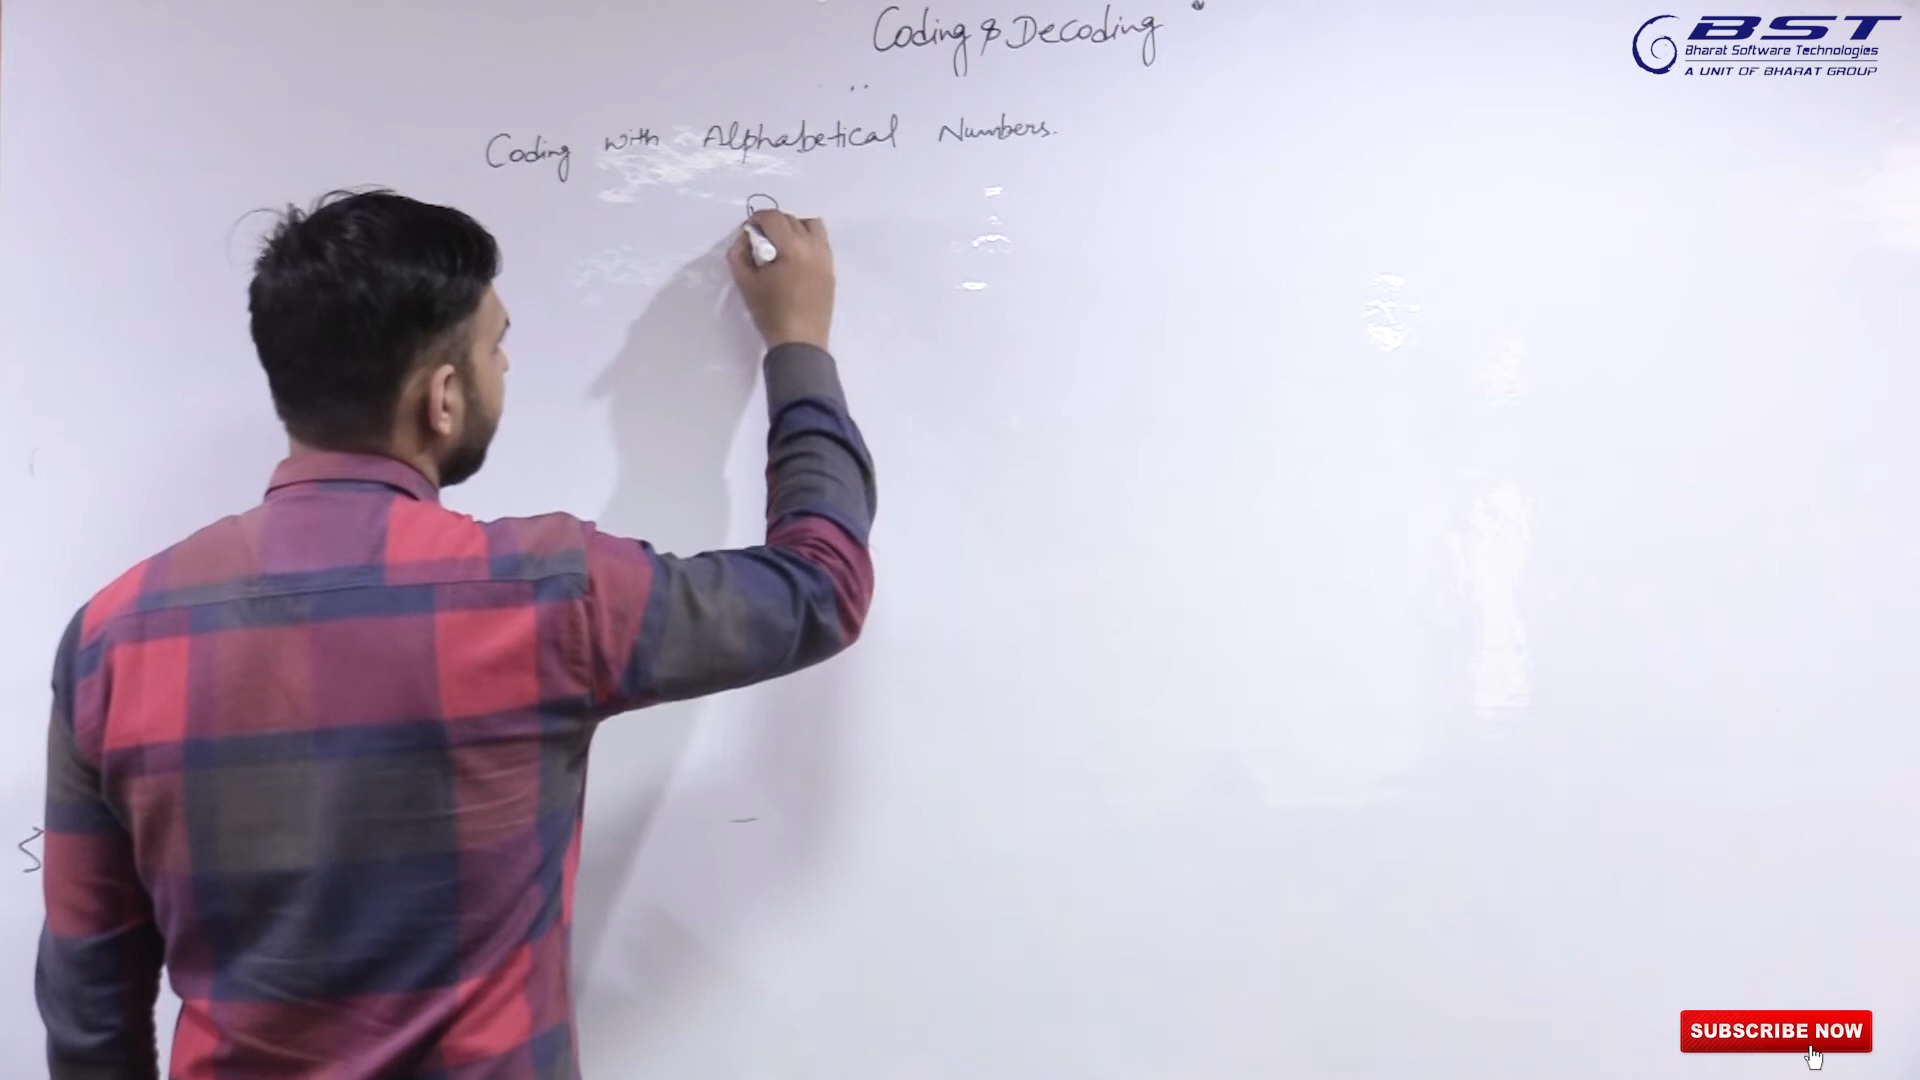 Coding & Decoding
BST
Bharat Software Technologies
A UNIT OF BHARAT GROUP
Coding with Alphabetical Numbers.
SUBSCRIBE NOW